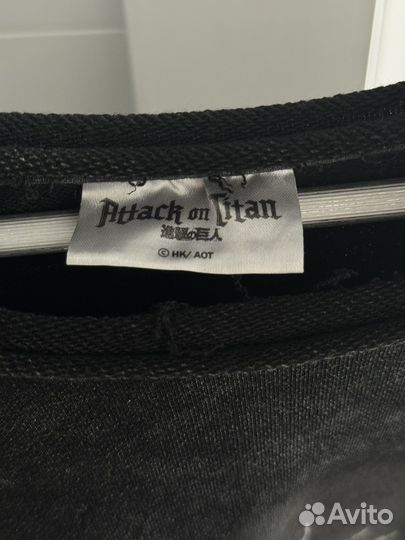 Attack on Titan
進撃の巨人
© HK/ AOT
Avito